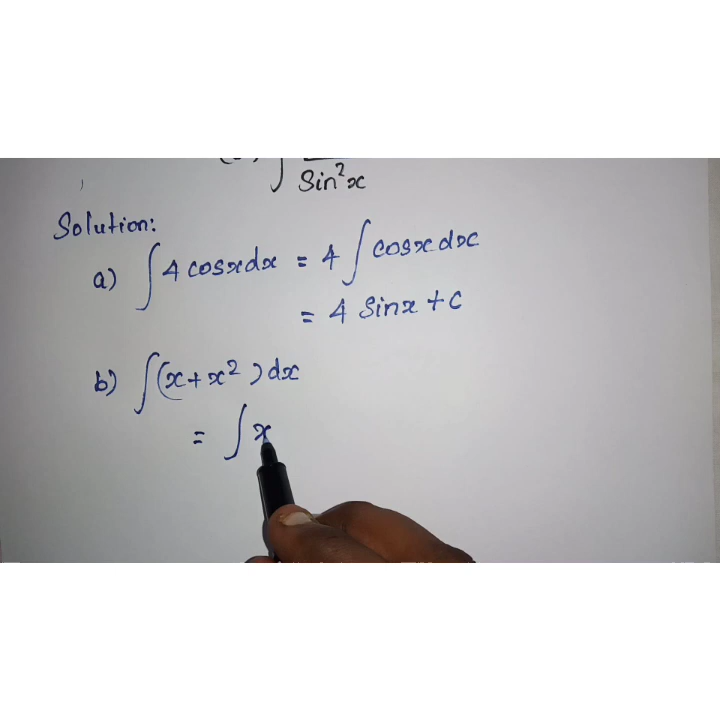 ∫ Sin²x
Solution:
a) ∫4 cosx dx = 4 ∫cosx dx
= 4 Sinx + c
b) ∫(x + x²) dx
= ∫x